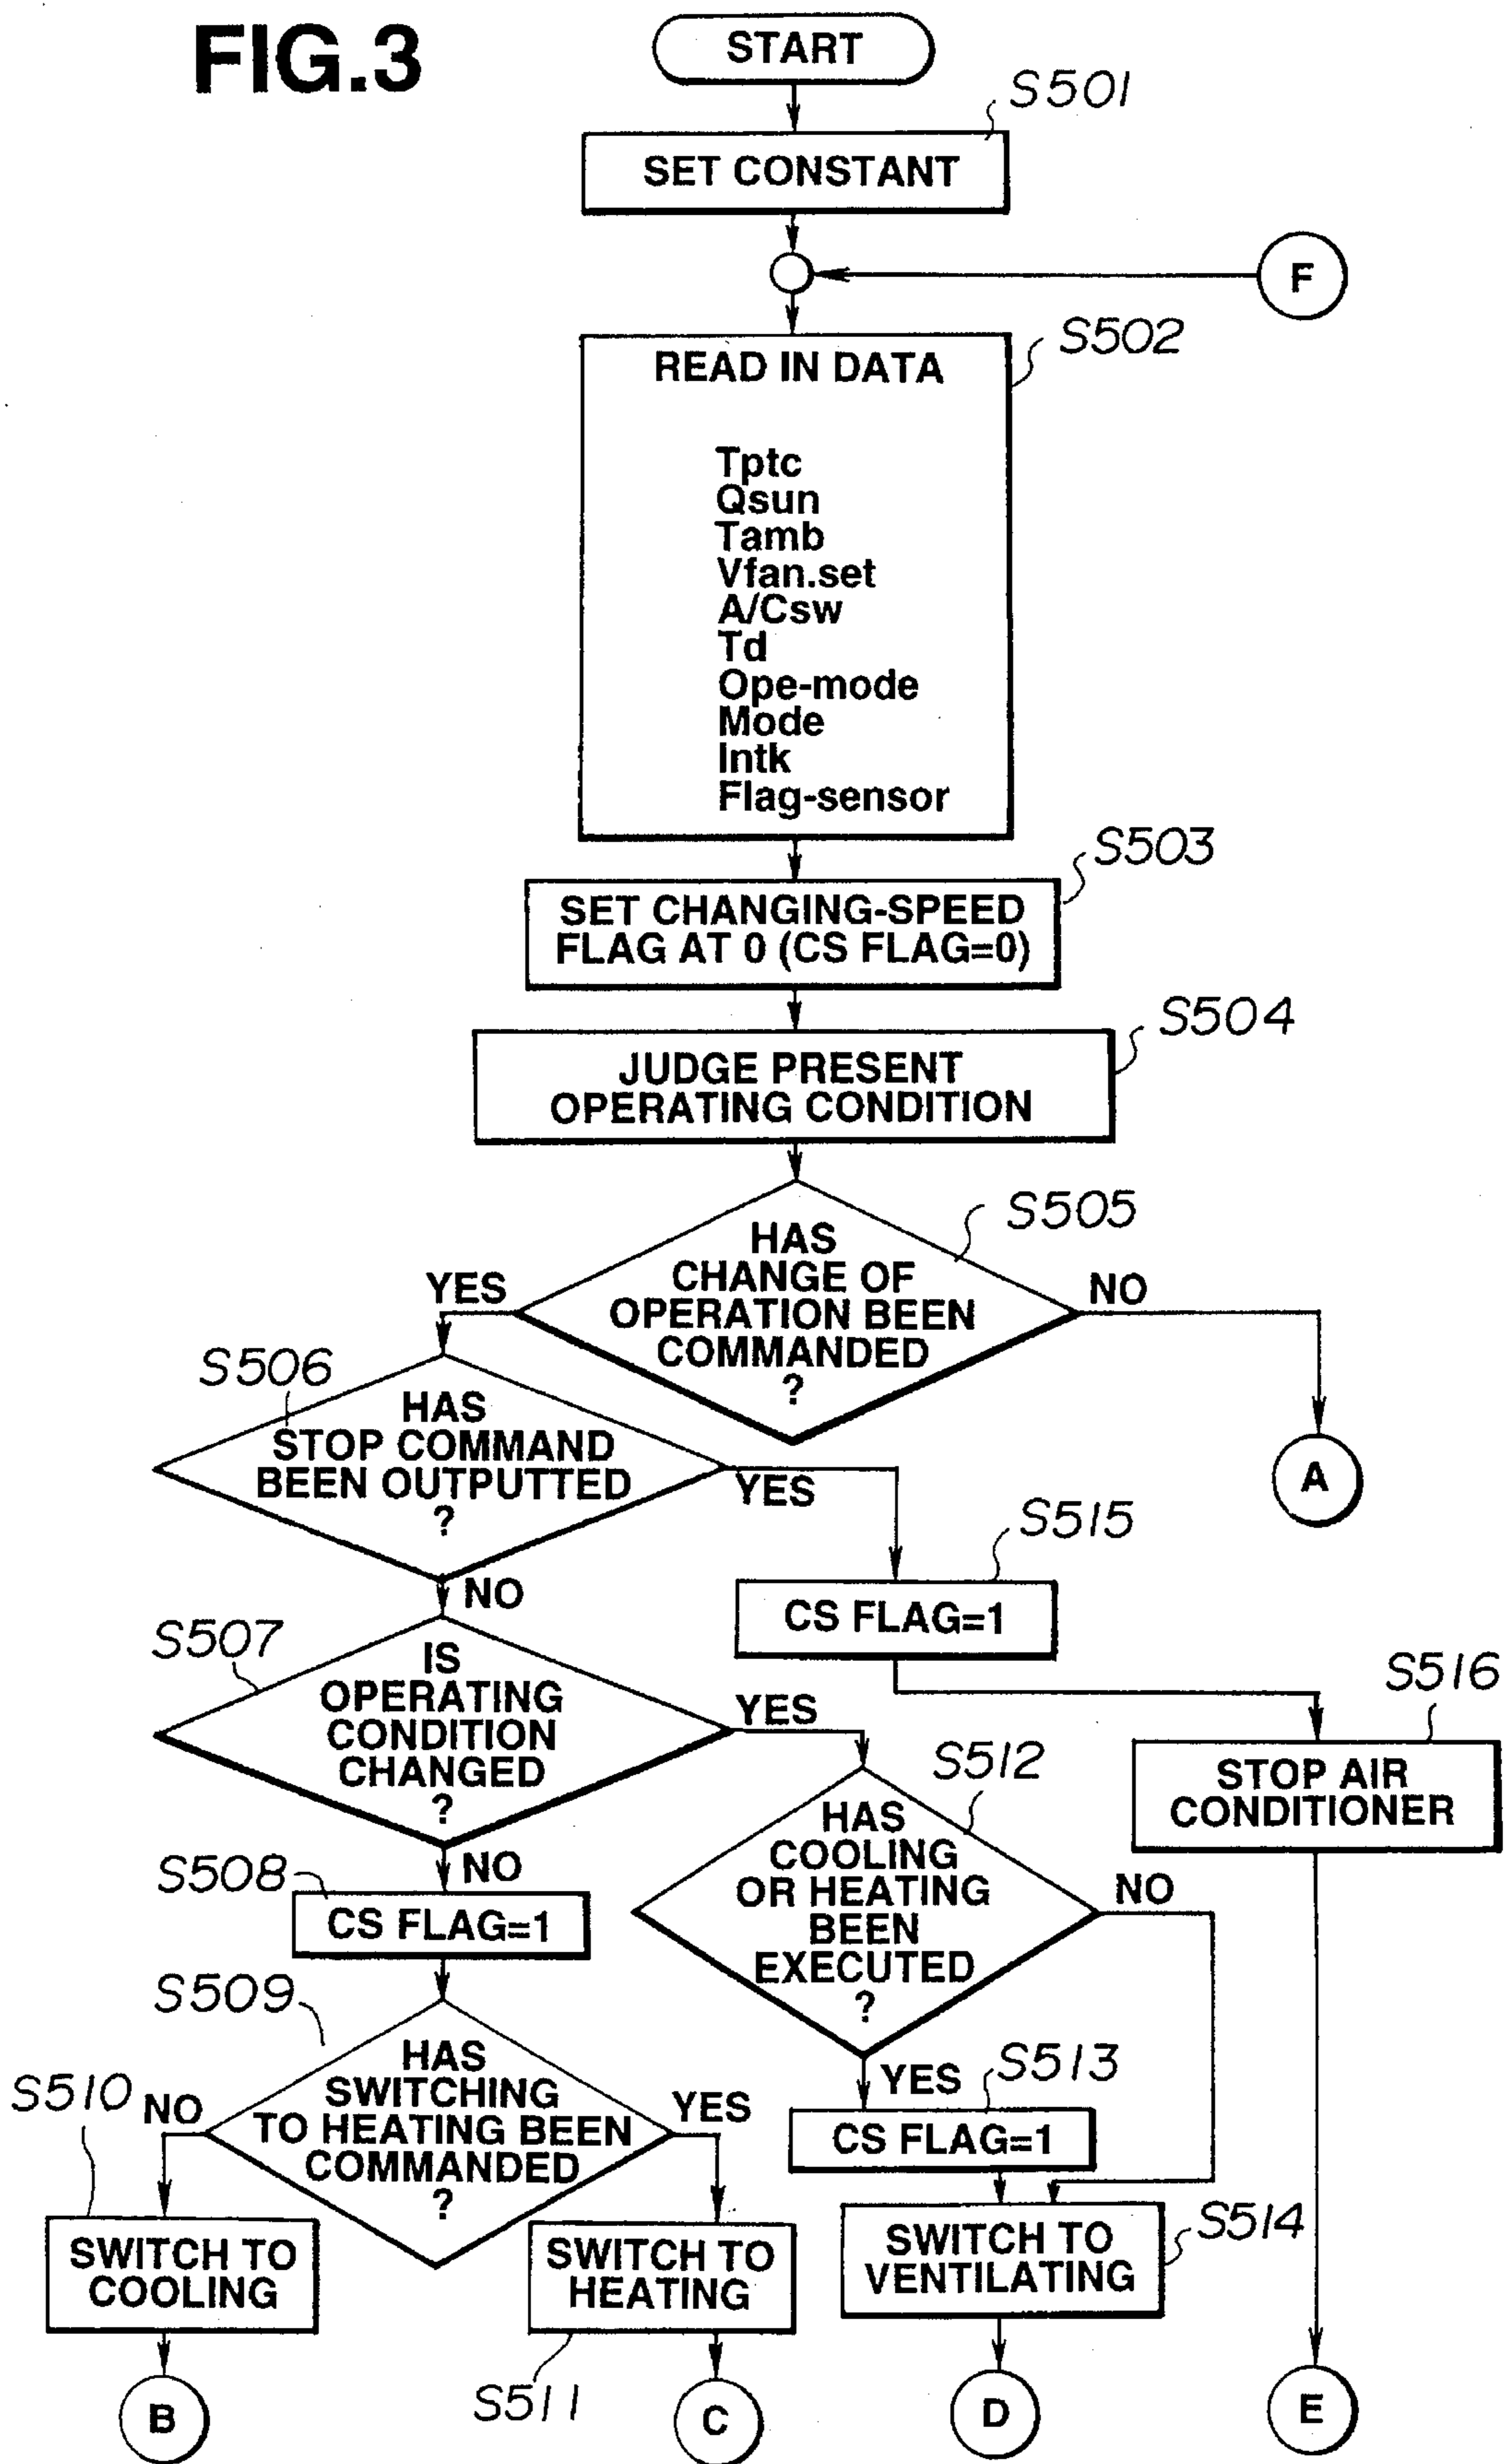 FIG.3
START
S501
SET CONSTANT
F
S502
READ IN DATA
Tptc
Qsun
Tamb
Vfan.set
A/Csw
Td
Ope-mode
Mode
Intk
Flag-sensor
S503
SET CHANGING-SPEED
FLAG AT 0 (CS FLAG=0)
S504
JUDGE PRESENT
OPERATING CONDITION
S505
HAS
CHANGE OF
OPERATION BEEN
COMMANDED
?
YES
NO
A
S506
HAS
STOP COMMAND
BEEN OUTPUTTED
?
YES
NO
S515
CS FLAG=1
S516
STOP AIR
CONDITIONER
S507
IS
OPERATING
CONDITION
CHANGED
?
YES
NO
S512
HAS
COOLING
OR HEATING
BEEN
EXECUTED
?
NO
YES
S508
CS FLAG=1
S509
HAS
SWITCHING
TO HEATING BEEN
COMMANDED
?
S510
NO
YES
S513
CS FLAG=1
SWITCH TO
COOLING
SWITCH TO
HEATING
S511
SWITCH TO
VENTILATING
S514
B
C
D
E